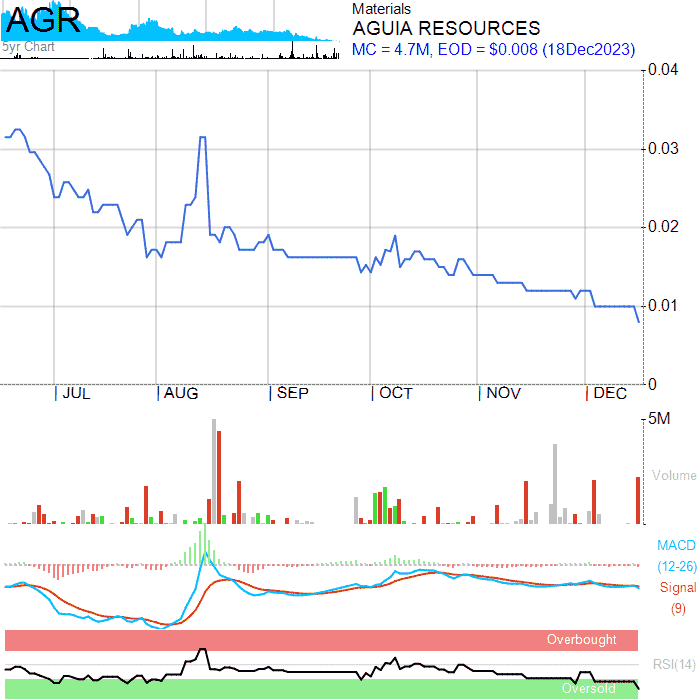 AGR
5yr Chart
Materials
AGUIA RESOURCES
MC = 4.7M, EOD = $0.008 (18Dec2023)
0.04
0.03
0.02
0.01
0
JUL AUG SEP OCT NOV DEC
5M
Volume
MACD
(12-26)
Signal
(9)
Overbought
RSI(14)
Oversold